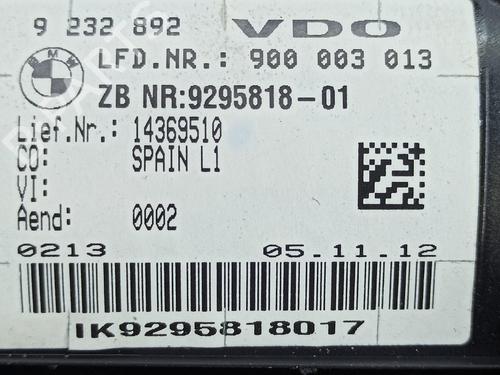 9 232 892 VDO
BMW LFD.NR.: 900 003 013
ZB NR:9295818-01
Lief.Nr.: 14369510
CO: SPAIN L1
VI:
Aend: 0002
0213 05.11.12
IK9295818017